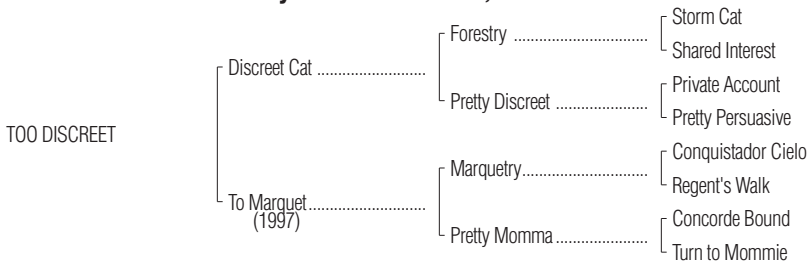 Storm Cat
Forestry ................................
Shared Interest
Discreet Cat ..........................
Private Account
Pretty Discreet ......................
Pretty Persuasive
TOO DISCREET
Conquistador Cielo
Marquetry..............................
Regent's Walk
To Marquet............................
(1997)
Concorde Bound
Pretty Momma ......................
Turn to Mommie